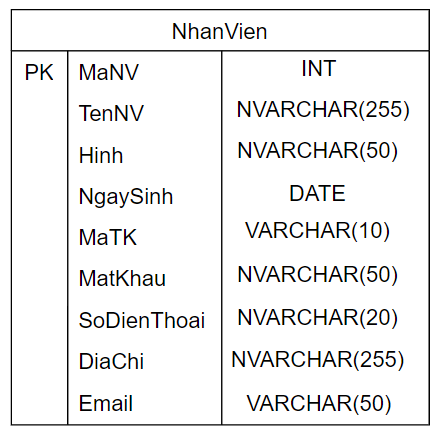 NhanVien
PK MaNV INT
TenNV NVARCHAR(255)
Hinh NVARCHAR(50)
NgaySinh DATE
MaTK VARCHAR(10)
MatKhau NVARCHAR(50)
SoDienThoai NVARCHAR(20)
DiaChi NVARCHAR(255)
Email VARCHAR(50)